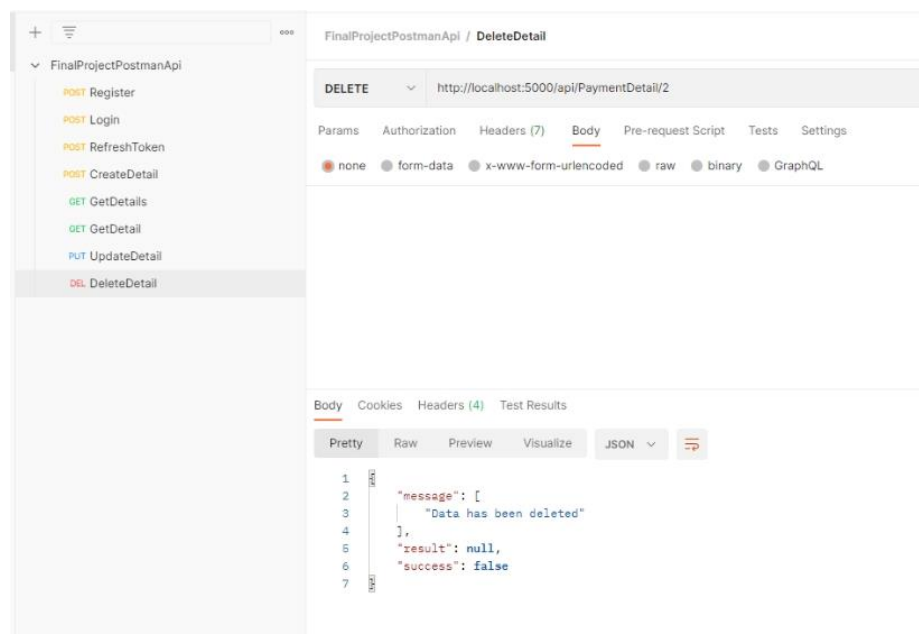 FinalProjectPostmanApi / DeleteDetail
FinalProjectPostmanApi
POST Register
POST Login
POST RefreshToken
POST CreateDetail
GET GetDetails
GET GetDetail
PUT UpdateDetail
DEL DeleteDetail
DELETE http://localhost:5000/api/PaymentDetail/2
Params Authorization Headers (7) Body Pre-request Script Tests Settings
none form-data x-www-form-urlencoded raw binary GraphQL
Body Cookies Headers (4) Test Results
Pretty Raw Preview Visualize JSON
1 {
2 "message": [
3 "Data has been deleted"
4 ],
5 "result": null,
6 "success": false
7 }